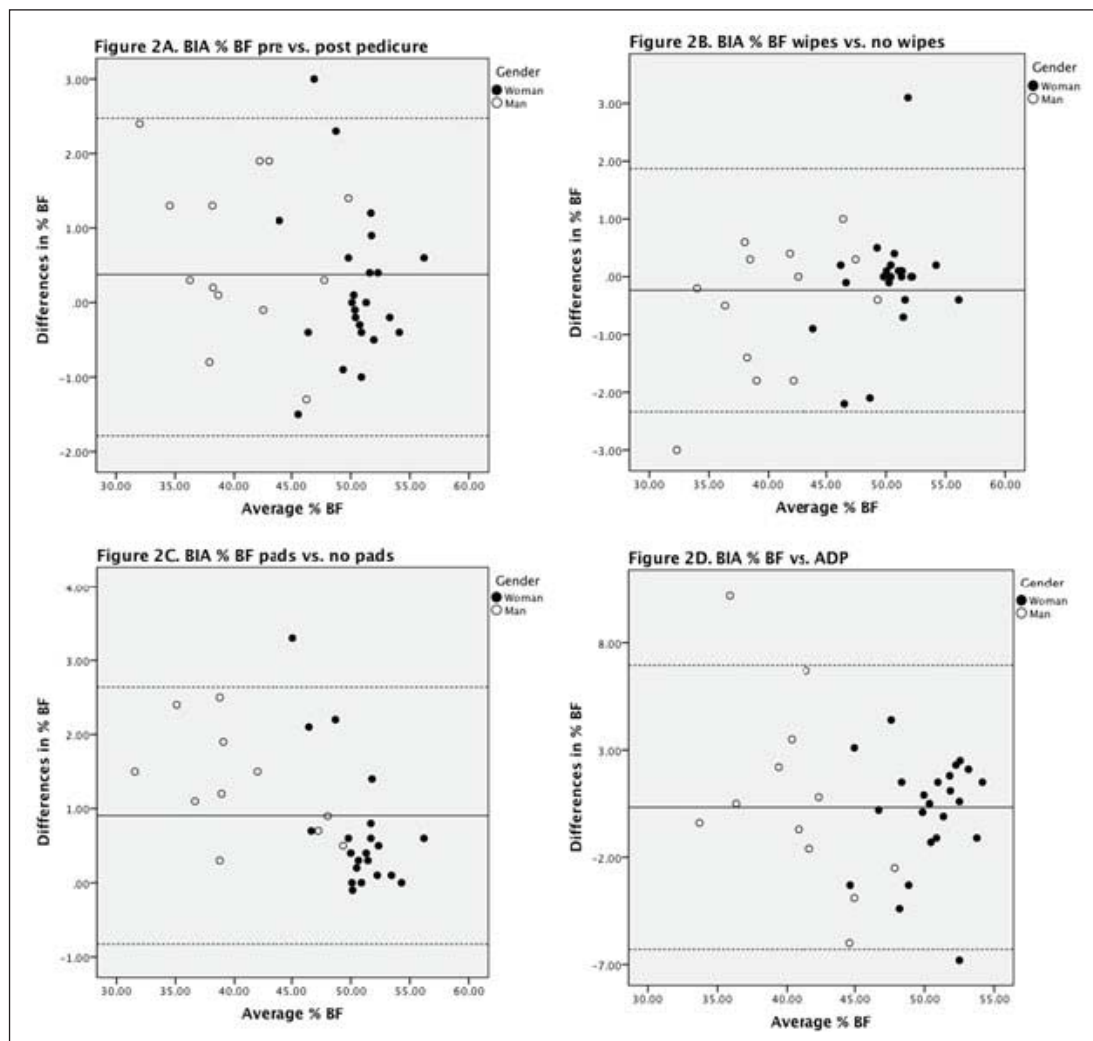 Figure 2A. BIA % BF pre vs. post pedicure
Gender
Woman
Man
3.00
2.00
1.00
.00
-1.00
-2.00
Differences in % BF
30.00 35.00 40.00 45.00 50.00 55.00 60.00
Average % BF
Figure 2B. BIA % BF wipes vs. no wipes
Gender
Woman
Man
3.00
2.00
1.00
.00
-1.00
-2.00
-3.00
Differences in % BF
30.00 35.00 40.00 45.00 50.00 55.00 60.00
Average % BF
Figure 2C. BIA % BF pads vs. no pads
Gender
Woman
Man
4.00
3.00
2.00
1.00
.00
-1.00
Differences in % BF
30.00 35.00 40.00 45.00 50.00 55.00 60.00
Average % BF
Figure 2D. BIA % BF vs. ADP
Gender
Woman
Man
8.00
3.00
-2.00
-7.00
Differences in % BF
30.00 35.00 40.00 45.00 50.00 55.00
Average % BF